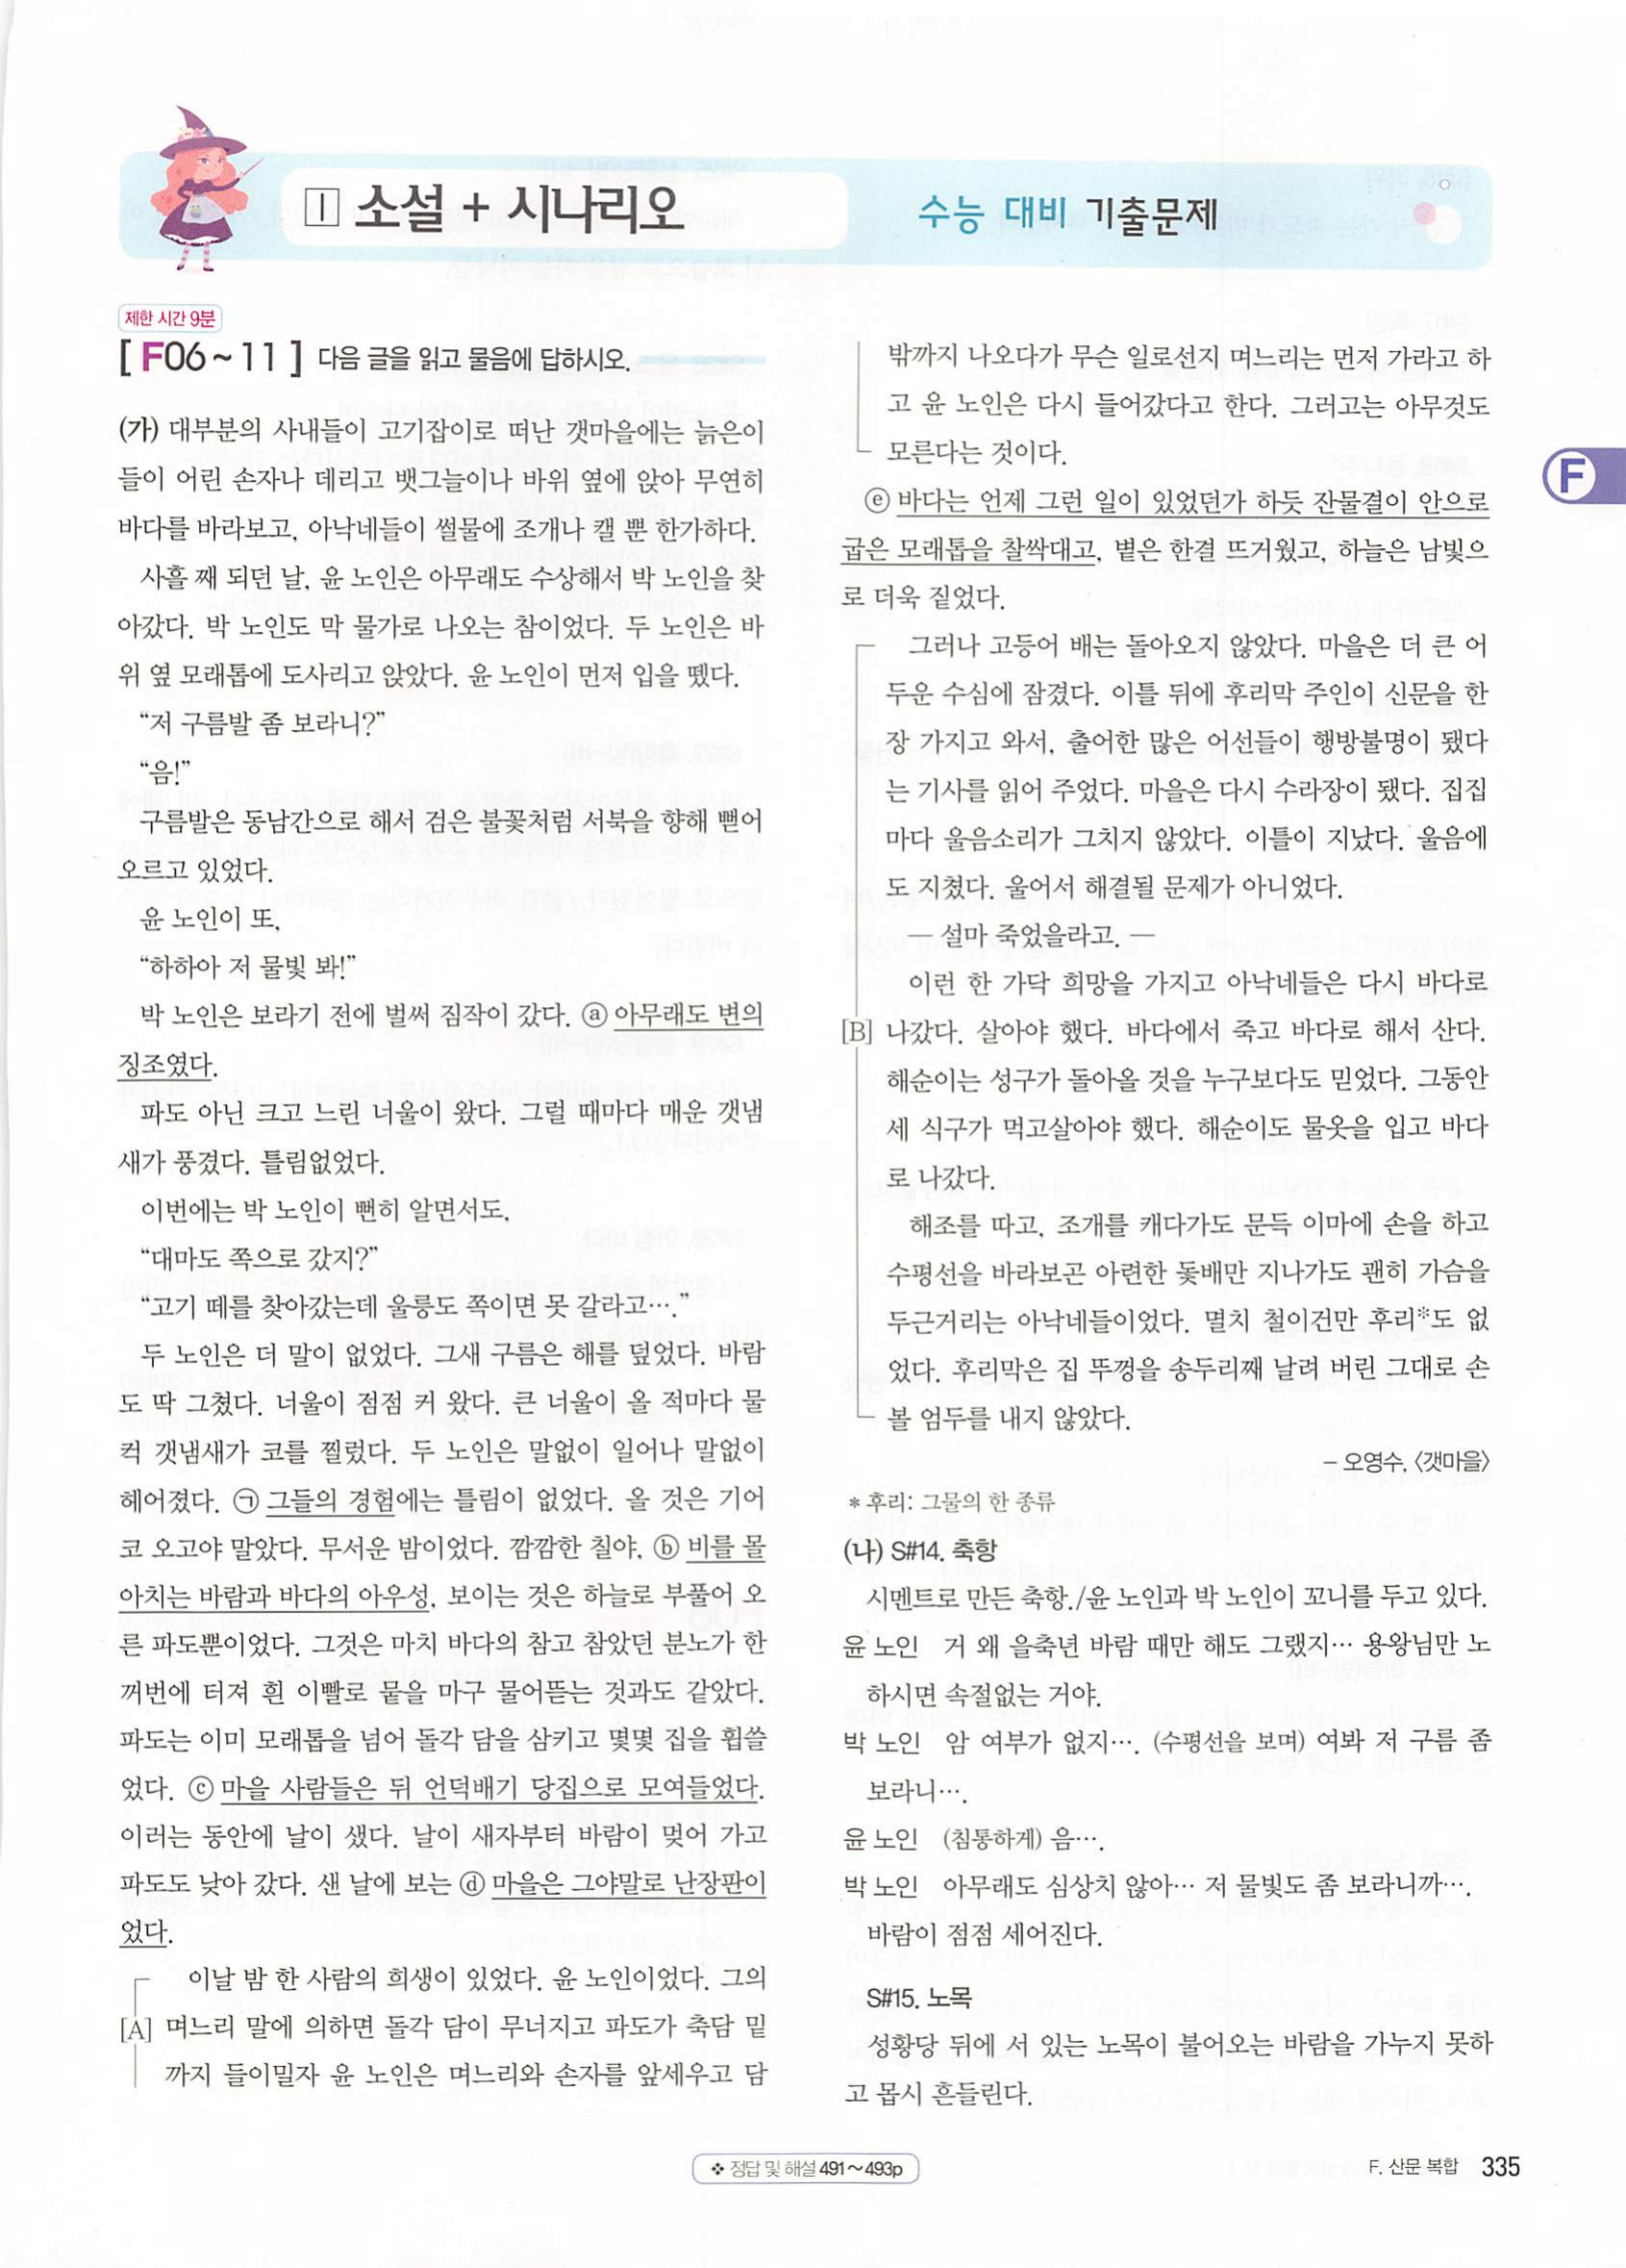 1 소설 + 시나리오
수능 대비 기출문제
제한 시간 9분
[ F06 ~ 11 ] 다음 글을 읽고 물음에 답하시오.
(가) 대부분의 사내들이 고기잡이로 떠난 갯마을에는 늙은이
들이 어린 손자나 데리고 뱃그늘이나 바위 옆에 앉아 무연히
바다를 바라보고, 아낙네들이 썰물에 조개나 캘 뿐 한가하다.
사흘 째 되던 날, 윤 노인은 아무래도 수상해서 박 노인을 찾
아갔다. 박 노인도 막 물가로 나오는 참이었다. 두 노인은 바
위 옆 모래톱에 도사리고 앉았다. 윤 노인이 먼저 입을 뗐다.
“저 구름발 좀 보라니?”
“음!”
구름발은 동남간으로 해서 검은 불꽃처럼 서북을 향해 뻗어
오르고 있었다.
윤 노인이 또,
“하하아 저 물빛 봐!”
박 노인은 보라기 전에 벌써 짐작이 갔다. ⓐ 아무래도 변의
징조였다.
파도 아닌 크고 느린 너울이 왔다. 그럴 때마다 매운 갯냄
새가 풍겼다. 틀림없었다.
이번에는 박 노인이 뻔히 알면서도,
“대마도 쪽으로 갔지?”
“고기 떼를 찾아갔는데 울릉도 쪽이면 못 갈라고….”
두 노인은 더 말이 없었다. 그새 구름은 해를 덮었다. 바람
도 딱 그쳤다. 너울이 점점 커 왔다. 큰 너울이 올 적마다 물
컥 갯냄새가 코를 찔렀다. 두 노인은 말없이 일어나 말없이
헤어졌다. ㉠ 그들의 경험에는 틀림이 없었다. 올 것은 기어
코 오고야 말았다. 무서운 밤이었다. 깜깜한 칠야, ⓑ 비를 몰
아치는 바람과 바다의 아우성, 보이는 것은 하늘로 부풀어 오
른 파도뿐이었다. 그것은 마치 바다의 참고 참았던 분노가 한
꺼번에 터져 흰 이빨로 뭍을 마구 물어뜯는 것과도 같았다.
파도는 이미 모래톱을 넘어 돌각 담을 삼키고 몇몇 집을 휩쓸
었다. ⓒ 마을 사람들은 뒤 언덕배기 당집으로 모여들었다.
이러는 동안에 날이 샜다. 날이 새자부터 바람이 멎어 가고
파도도 낮아 갔다. 샌 날에 보는 ⓓ 마을은 그야말로 난장판이
었다.
이날 밤 한 사람의 희생이 있었다. 윤 노인이었다. 그의
[A] 며느리 말에 의하면 돌각 담이 무너지고 파도가 축담 밑
까지 들이밀자 윤 노인은 며느리와 손자를 앞세우고 담
밖까지 나오다가 무슨 일로선지 며느리는 먼저 가라고 하
고 윤 노인은 다시 들어갔다고 한다. 그러고는 아무것도
모른다는 것이다.
ⓔ 바다는 언제 그런 일이 있었던가 하듯 잔물결이 안으로
굽은 모래톱을 찰싹대고, 볕은 한결 뜨거웠고, 하늘은 남빛으
로 더욱 짙었다.
그러나 고등어 배는 돌아오지 않았다. 마을은 더 큰 어
두운 수심에 잠겼다. 이틀 뒤에 후리막 주인이 신문을 한
장 가지고 와서, 출어한 많은 어선들이 행방불명이 됐다
는 기사를 읽어 주었다. 마을은 다시 수라장이 됐다. 집집
마다 울음소리가 그치지 않았다. 이틀이 지났다. 울음에
도 지쳤다. 울어서 해결될 문제가 아니었다.
― 설마 죽었을라고. ―
이런 한 가닥 희망을 가지고 아낙네들은 다시 바다로
[B] 나갔다. 살아야 했다. 바다에서 죽고 바다로 해서 산다.
해순이는 성구가 돌아올 것을 누구보다도 믿었다. 그동안
세 식구가 먹고살아야 했다. 해순이도 물옷을 입고 바다
로 나갔다.
해조를 따고, 조개를 캐다가도 문득 이마에 손을 하고
수평선을 바라보곤 아련한 돛배만 지나가도 괜히 가슴을
두근거리는 아낙네들이었다. 멸치 철이건만 후리*도 없
었다. 후리막은 집 뚜껑을 송두리째 날려 버린 그대로 손
볼 엄두를 내지 않았다.
- 오영수, 〈갯마을〉
* 후리: 그물의 한 종류
(나) S#14. 축항
시멘트로 만든 축항./윤 노인과 박 노인이 꼬니를 두고 있다.
윤 노인 거 왜 을축년 바람 때만 해도 그랬지… 용왕님만 노
하시면 속절없는 거야.
박 노인 암 여부가 없지…. (수평선을 보며) 여봐 저 구름 좀
보라니….
윤 노인 (침통하게) 음….
박 노인 아무래도 심상치 않아… 저 물빛도 좀 보라니까….
바람이 점점 세어진다.
S#15. 노목
성황당 뒤에 서 있는 노목이 불어오는 바람을 가누지 못하
고 몹시 흔들린다.
F
❖ 정답 및 해설 491~493p
F. 산문 복합 335